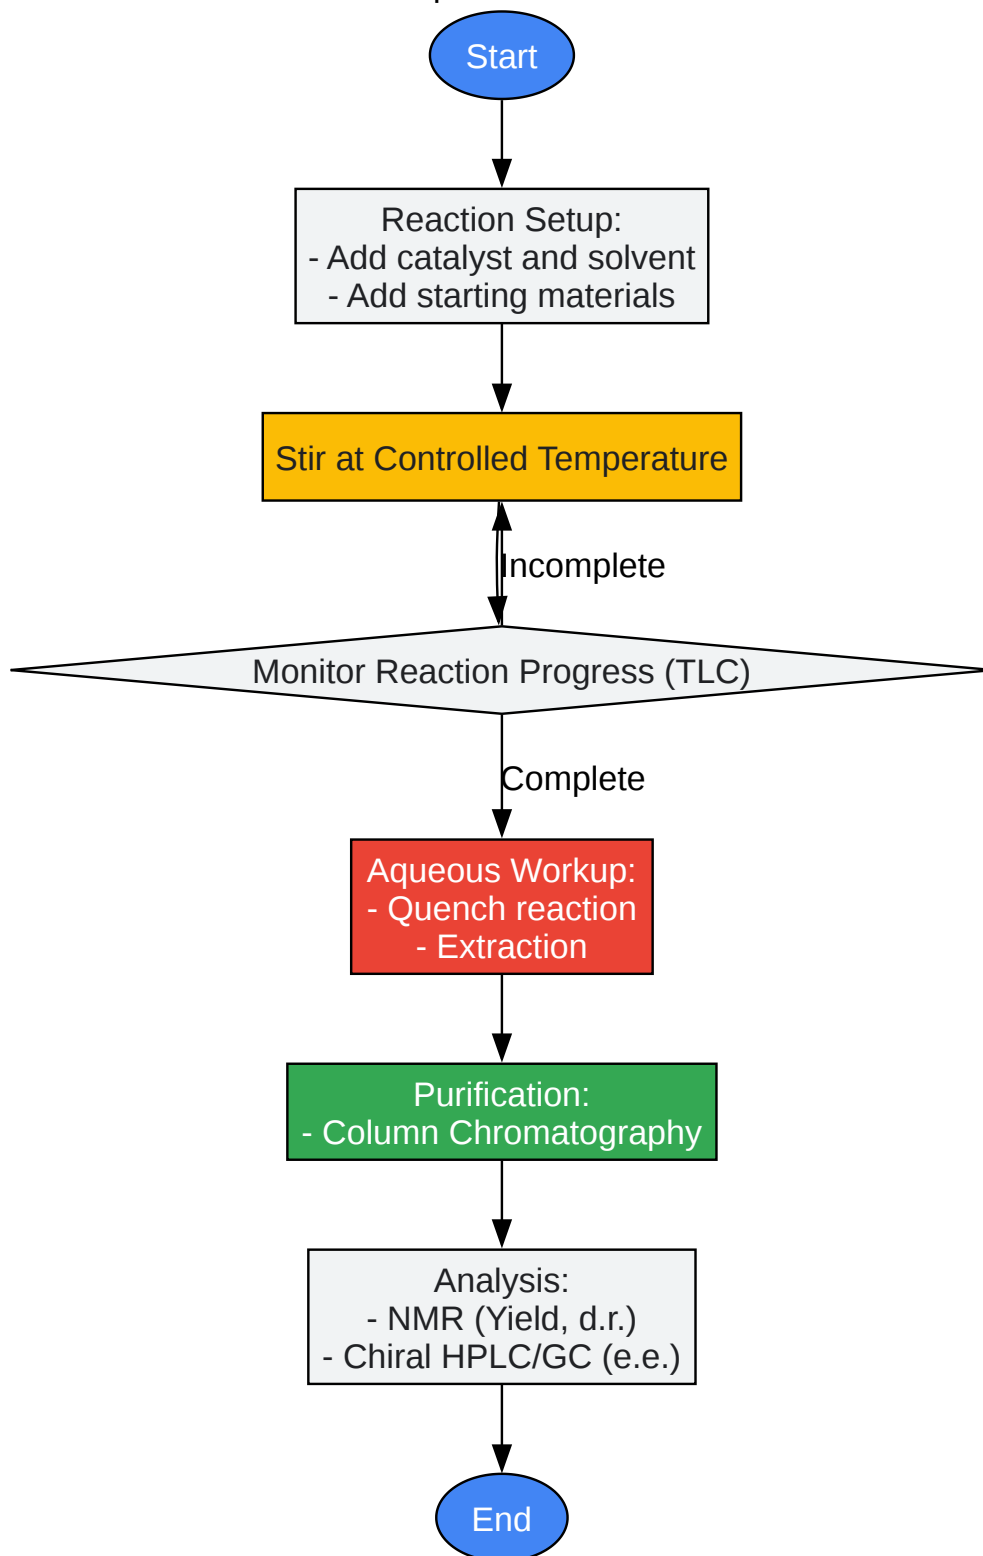 Start
Reaction Setup:
- Add catalyst and solvent
- Add starting materials
Stir at Controlled Temperature
Incomplete
Monitor Reaction Progress (TLC)
Complete
Aqueous Workup:
- Quench reaction
- Extraction
Purification:
- Column Chromatography
Analysis:
- NMR (Yield, d.r.)
- Chiral HPLC/GC (e.e.)
End